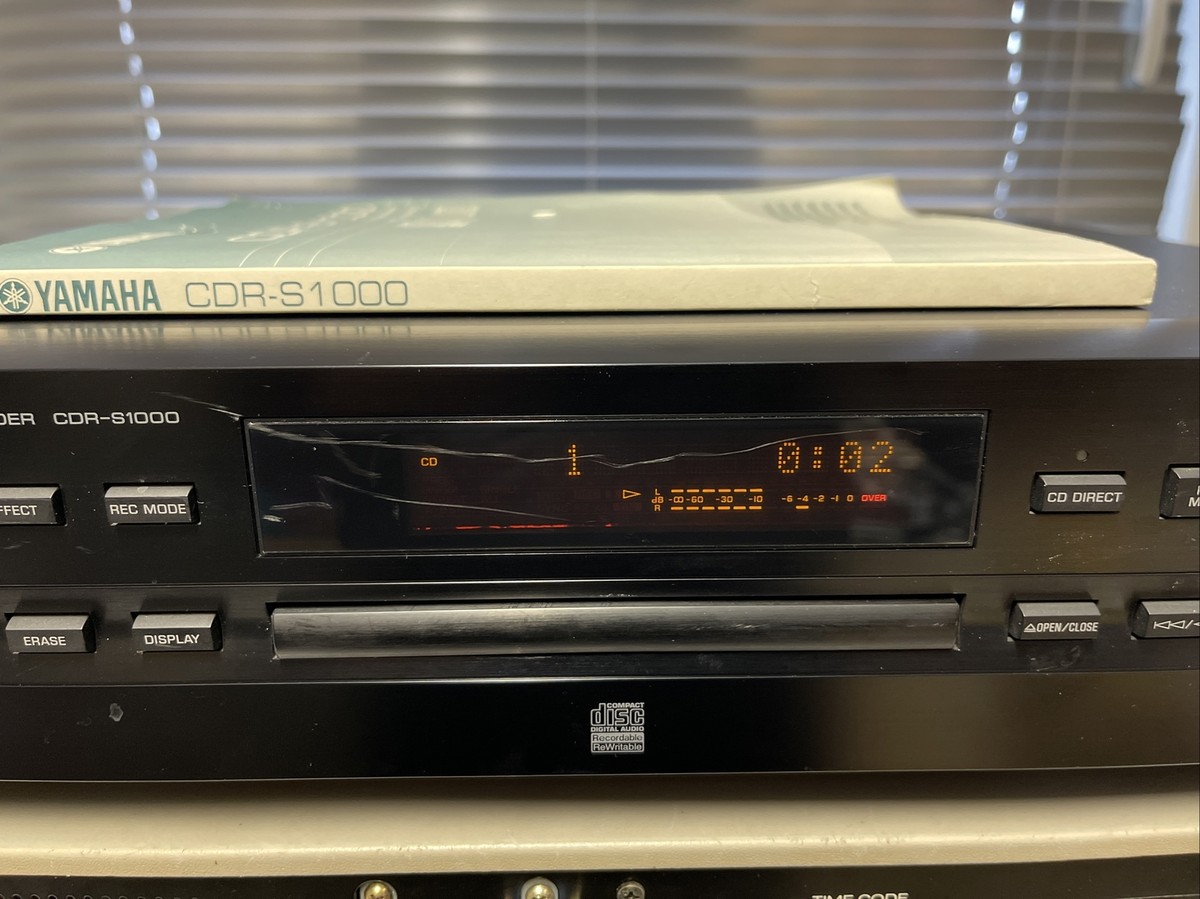 YAMAHA CDR-S1000
DER CDR-S1000
FFECT
REC MODE
CD 1 0:02
L
dB -∞ -60 -30 -10 -6 -4 -2 -1 0 OVER
R
CD DIRECT
ERASE
DISPLAY
OPEN/CLOSE
COMPACT
disc
DIGITAL AUDIO
Recordable
ReWritable
TIME CODE